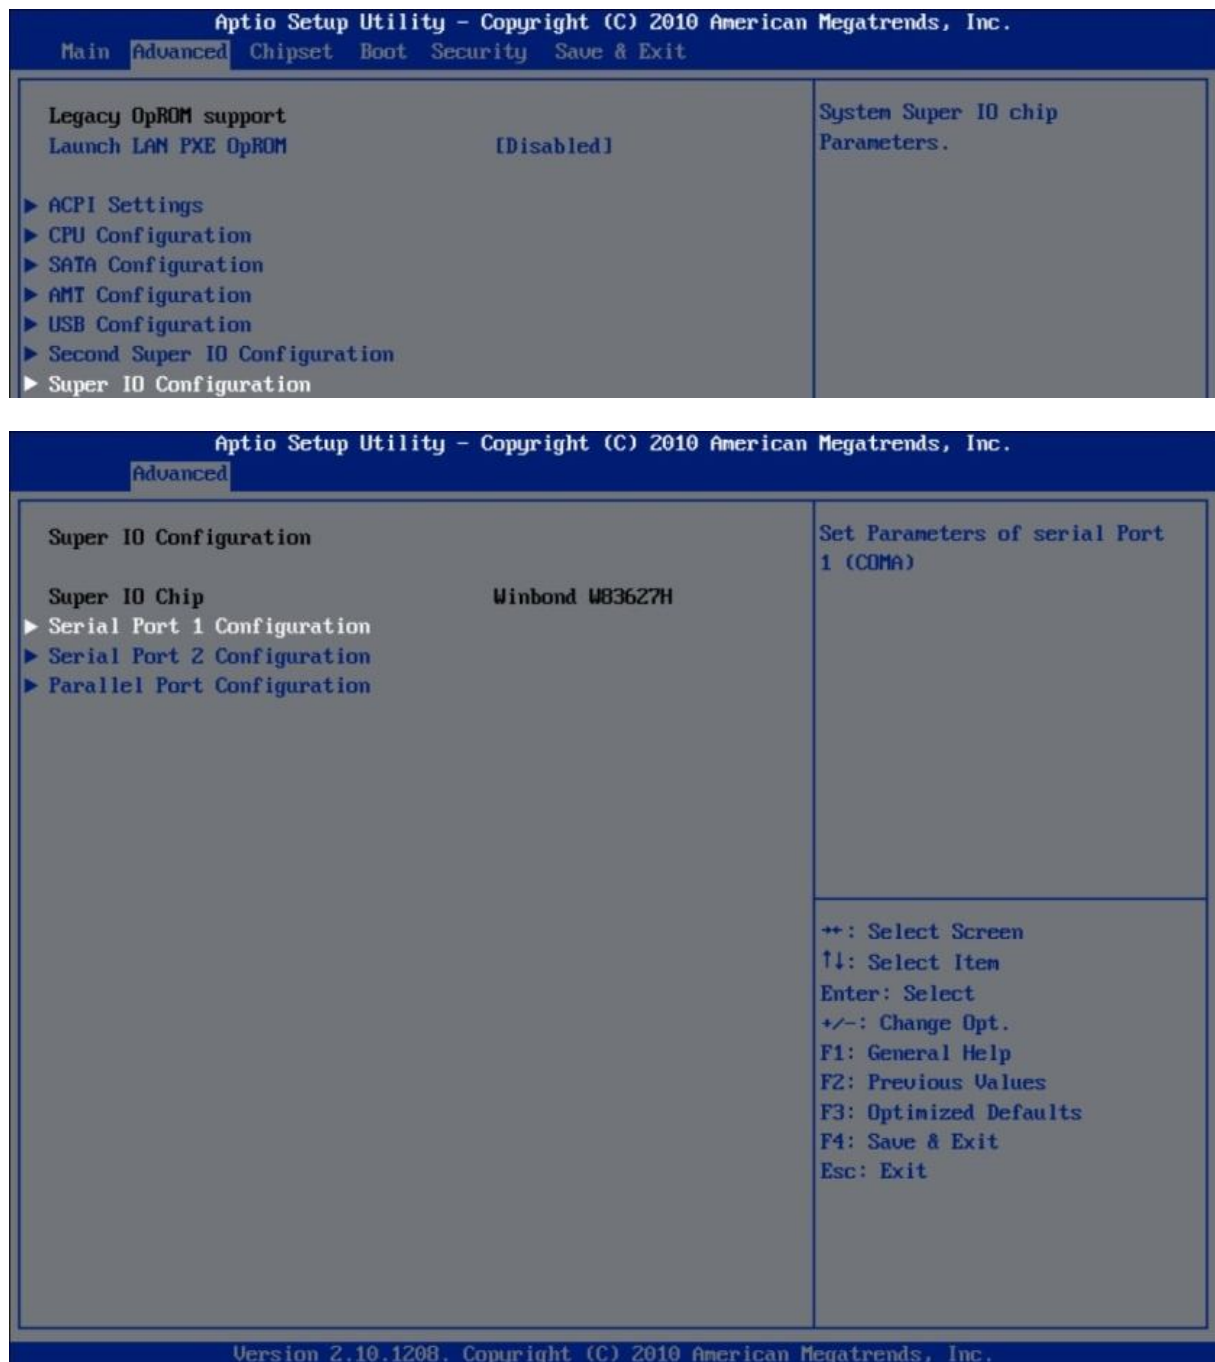 Aptio Setup Utility – Copyright (C) 2010 American Megatrends, Inc.
Main Advanced Chipset Boot Security Save & Exit
Legacy OpROM support
Launch LAN PXE OpROM [Disabled]
System Super IO chip
Parameters.
► ACPI Settings
► CPU Configuration
► SATA Configuration
► AMT Configuration
► USB Configuration
► Second Super IO Configuration
► Super IO Configuration
Aptio Setup Utility – Copyright (C) 2010 American Megatrends, Inc.
Advanced
Super IO Configuration
Super IO Chip Winbond W83627H
► Serial Port 1 Configuration
► Serial Port 2 Configuration
► Parallel Port Configuration
Set Parameters of serial Port
1 (COMA)
→←: Select Screen
↑↓: Select Item
Enter: Select
+/-: Change Opt.
F1: General Help
F2: Previous Values
F3: Optimized Defaults
F4: Save & Exit
Esc: Exit
Version 2.10.1208. Copyright (C) 2010 American Megatrends, Inc.